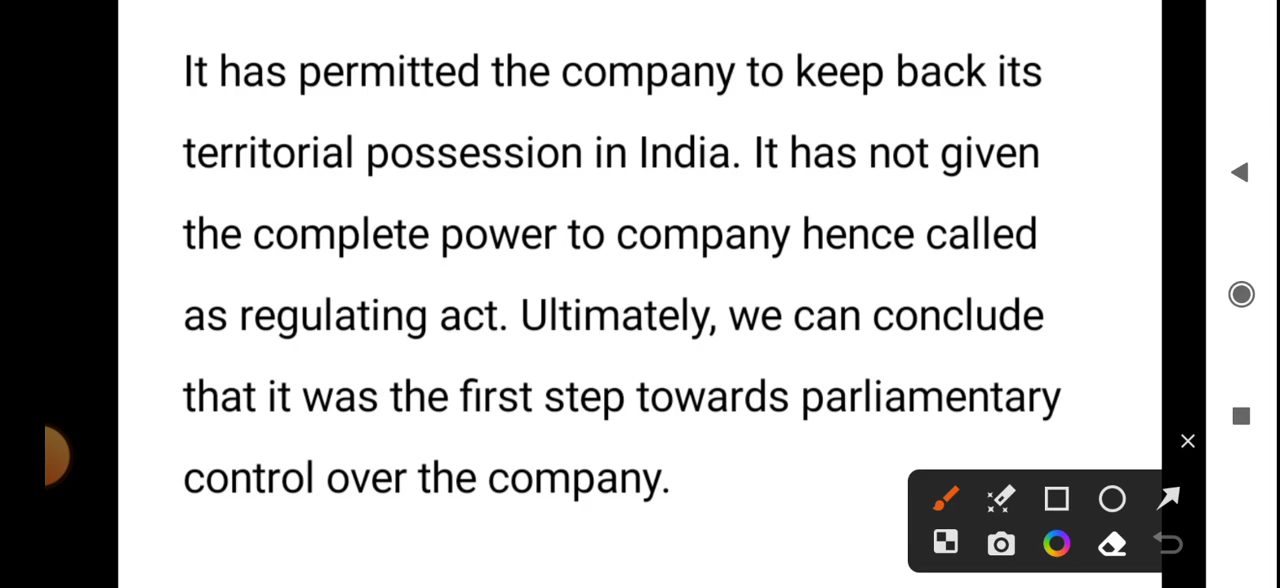 It has permitted the company to keep back its
territorial possession in India. It has not given
the complete power to company hence called
as regulating act. Ultimately, we can conclude
that it was the first step towards parliamentary
control over the company.